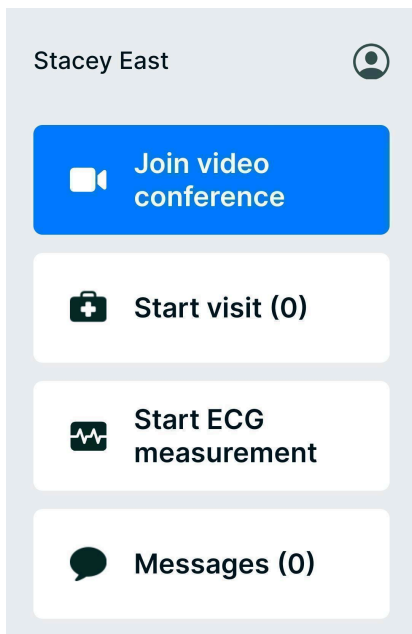 Stacey East
Join video
conference
Start visit (0)
Start ECG
measurement
Messages (0)